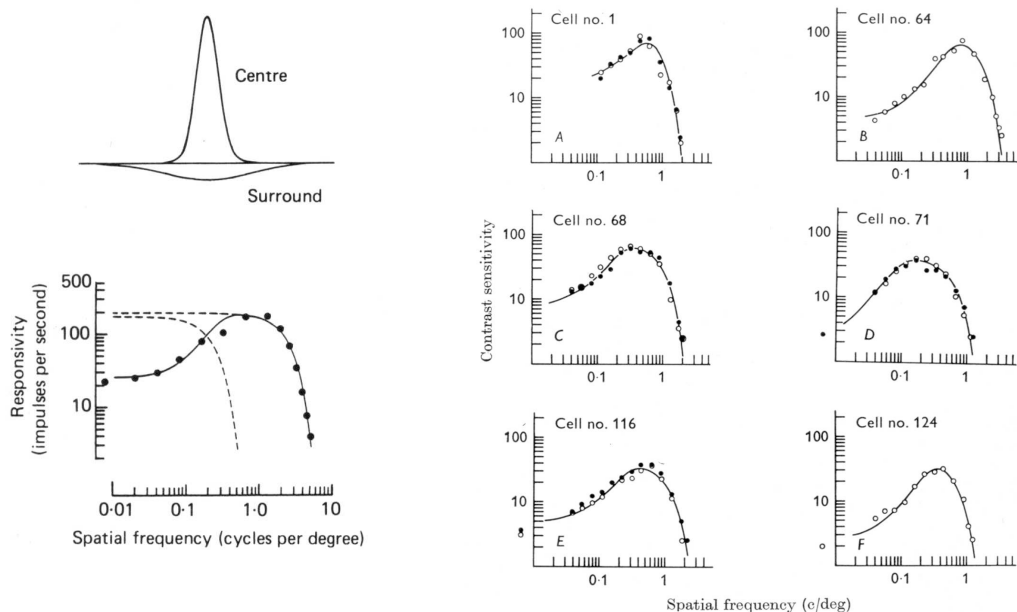 Centre
Surround
Responsivity
(impulses per second)
500
100
10
0·01 0·1 1·0 10
Spatial frequency (cycles per degree)
Contrast sensitivity
Cell no. 1
100
10
A
0·1 1
Cell no. 64
100
10
B
0·1 1
Cell no. 68
100
10
C
0·1 1
Cell no. 71
100
10
D
0·1 1
Cell no. 116
100
10
E
0·1 1
Cell no. 124
100
10
F
0·1 1
Spatial frequency (c/deg)